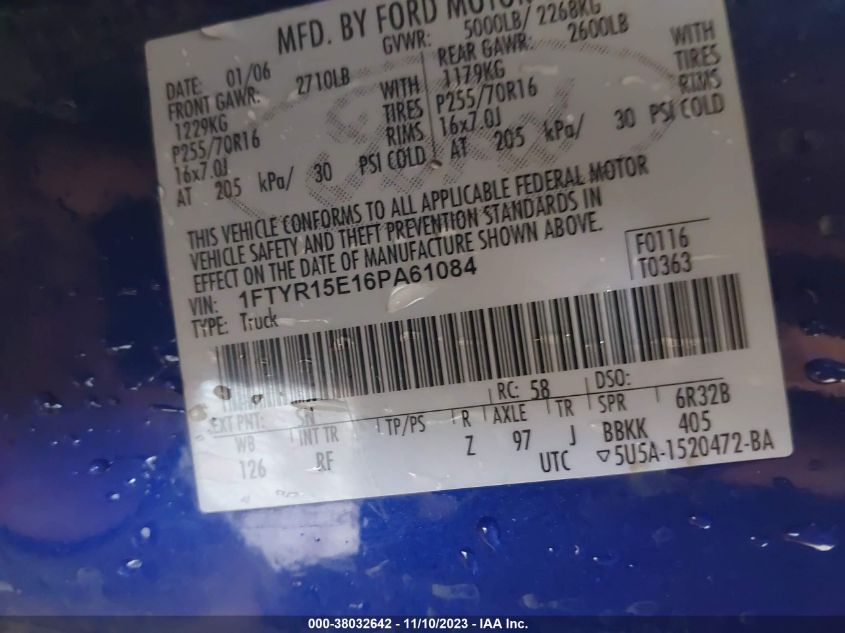 MFD. BY FORD MOTOR
GVWR: 5000LB/ 2268KG
DATE: 01/06
FRONT GAWR: 2710LB
1229KG WITH
P255/70R16 TIRES
16x7.0J RIMS
AT 205 kPa/ 30 PSI COLD
REAR GAWR: 2600LB
1179KG WITH
P255/70R16 TIRES
16x7.0J RIMS
AT 205 kPa/ 30 PSI COLD
THIS VEHICLE CONFORMS TO ALL APPLICABLE FEDERAL MOTOR
VEHICLE SAFETY AND THEFT PREVENTION STANDARDS IN
EFFECT ON THE DATE OF MANUFACTURE SHOWN ABOVE.
VIN: 1FTYR15E16PA61084
TYPE: Truck
F0116
T0363
EXT PNT: SN RC: 58 DSO:
WB INT TR TP/PS R AXLE TR SPR 6R32B
126 RF Z 97 J BBKK 405
UTC ▽5U5A-1520472-BA
000-38032642 - 11/10/2023 - IAA Inc.